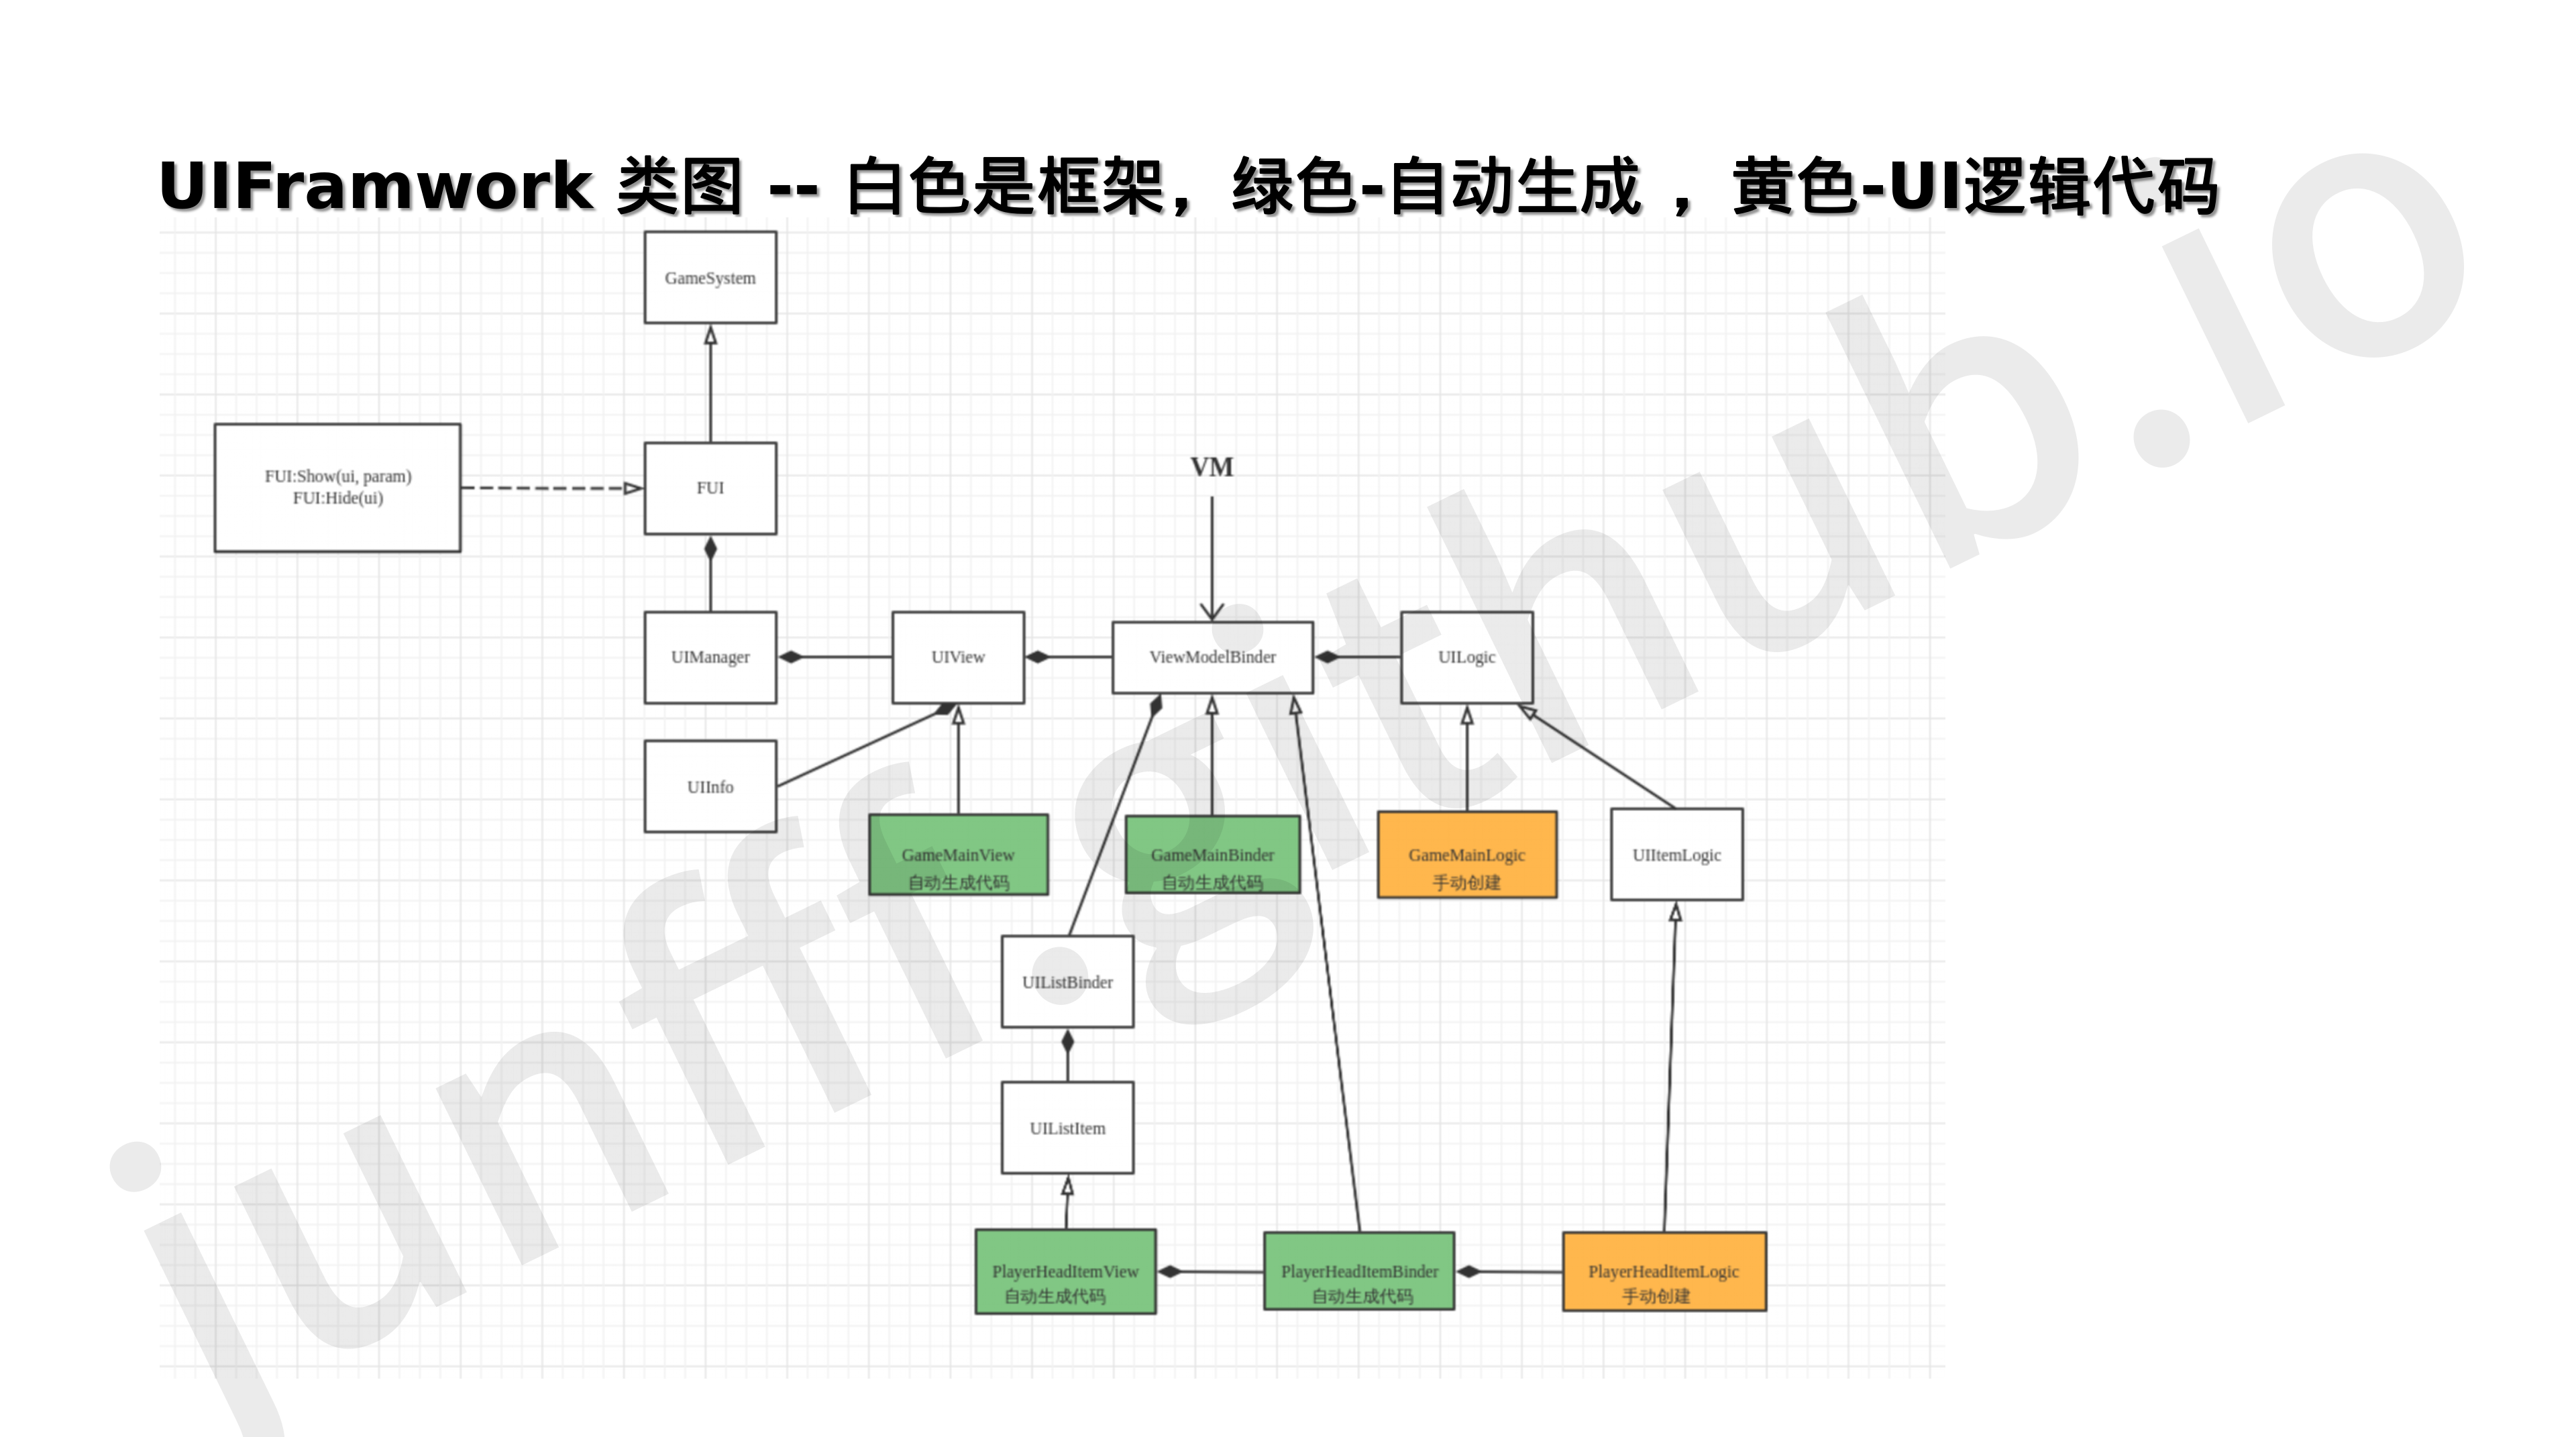 UIFramwork 类图 -- 白色是框架，绿色-自动生成 ，黄色-UI逻辑代码
GameSystem
FUI:Show(ui, param)
FUI:Hide(ui)
FUI
VM
UIManager
UIView
ViewModelBinder
UILogic
UIInfo
GameMainView
自动生成代码
GameMainBinder
自动生成代码
GameMainLogic
手动创建
UIItemLogic
UIListBinder
UIListItem
PlayerHeadItemView
自动生成代码
PlayerHeadItemBinder
自动生成代码
PlayerHeadItemLogic
手动创建
junfff.github.io